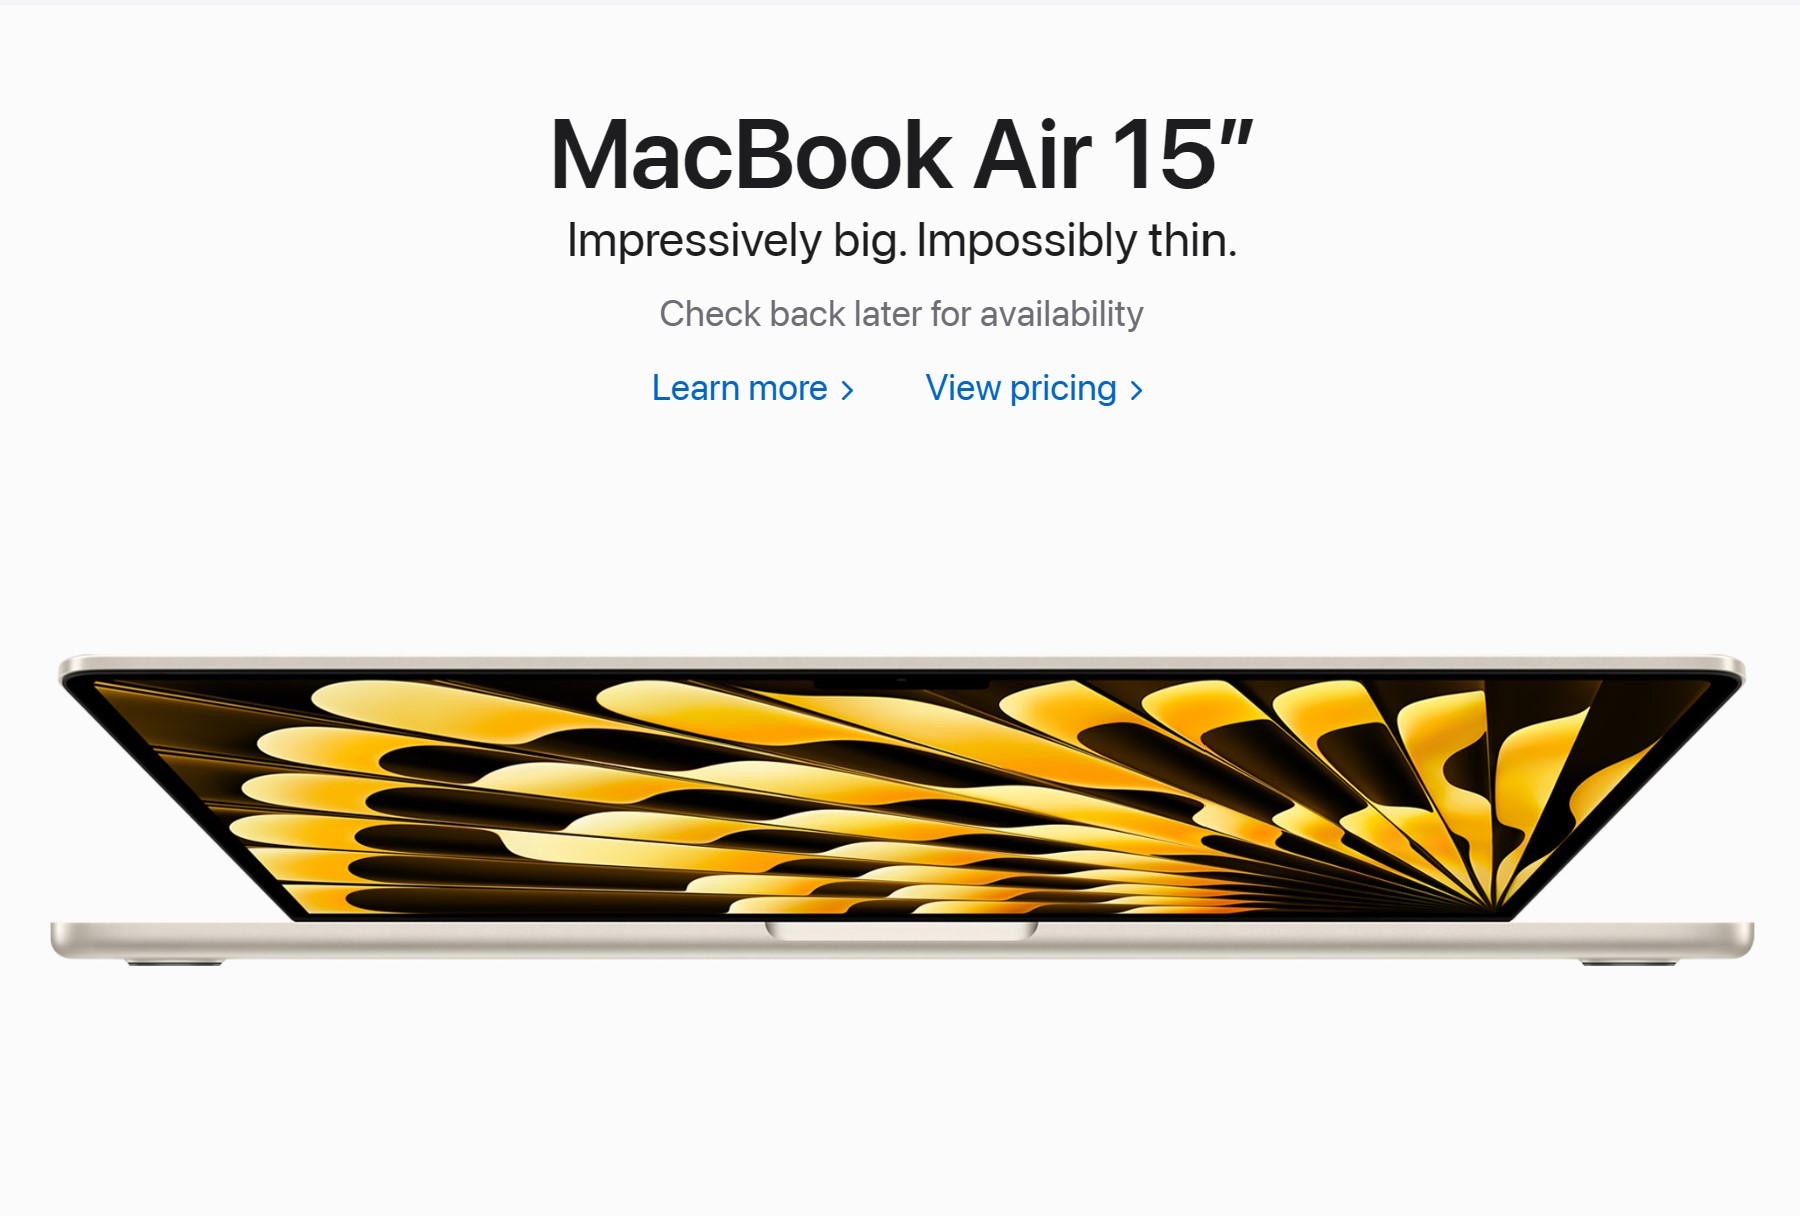 MacBook Air 15″
Impressively big. Impossibly thin.
Check back later for availability
Learn more >
View pricing >